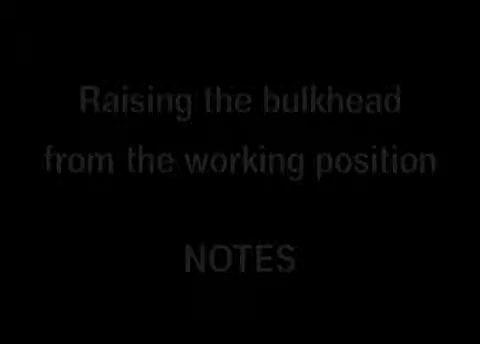 Raising the bulkhead
from the working position
NOTES